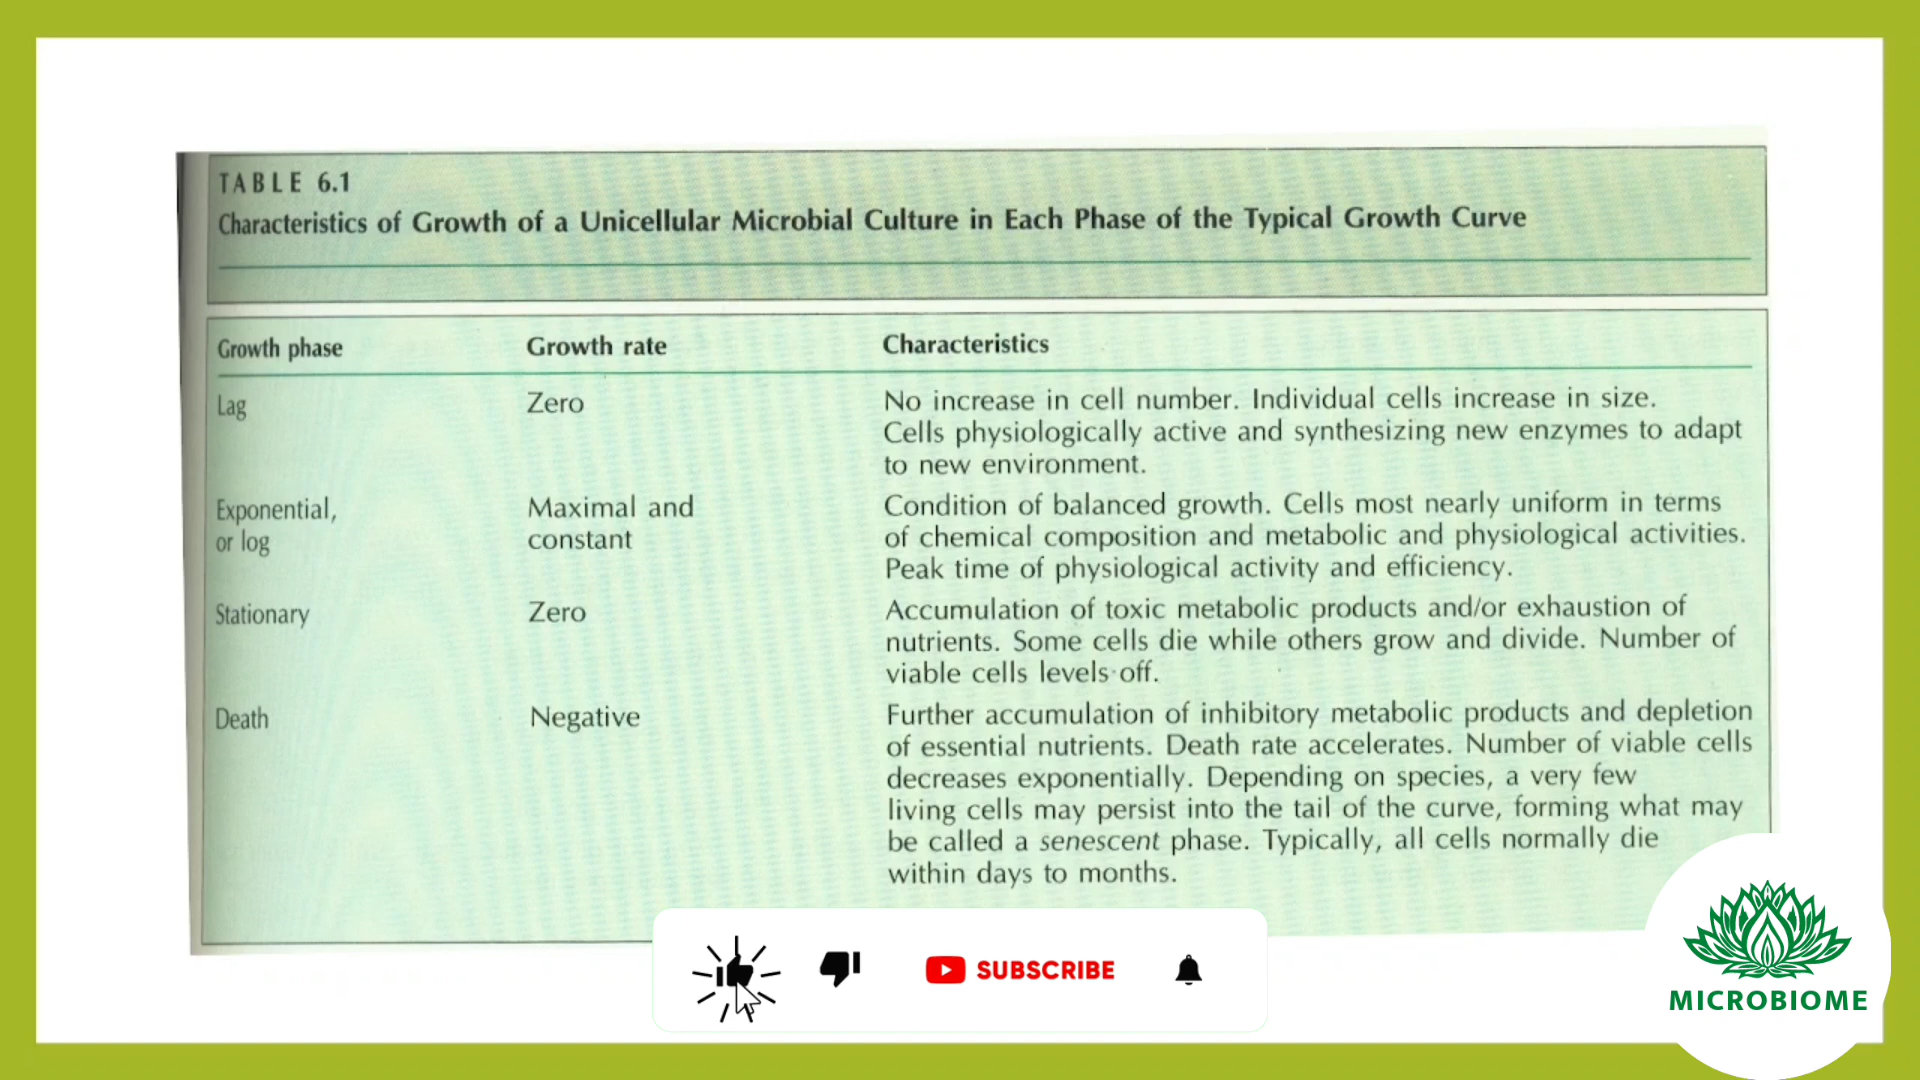 TABLE 6.1
Characteristics of Growth of a Unicellular Microbial Culture in Each Phase of the Typical Growth Curve
Growth phase Growth rate Characteristics
Lag Zero No increase in cell number. Individual cells increase in size.
Cells physiologically active and synthesizing new enzymes to adapt
to new environment.
Exponential, Maximal and Condition of balanced growth. Cells most nearly uniform in terms
or log constant of chemical composition and metabolic and physiological activities.
Peak time of physiological activity and efficiency.
Stationary Zero Accumulation of toxic metabolic products and/or exhaustion of
nutrients. Some cells die while others grow and divide. Number of
viable cells levels off.
Death Negative Further accumulation of inhibitory metabolic products and depletion
of essential nutrients. Death rate accelerates. Number of viable cells
decreases exponentially. Depending on species, a very few
living cells may persist into the tail of the curve, forming what may
be called a senescent phase. Typically, all cells normally die
within days to months.
SUBSCRIBE
MICROBIOME